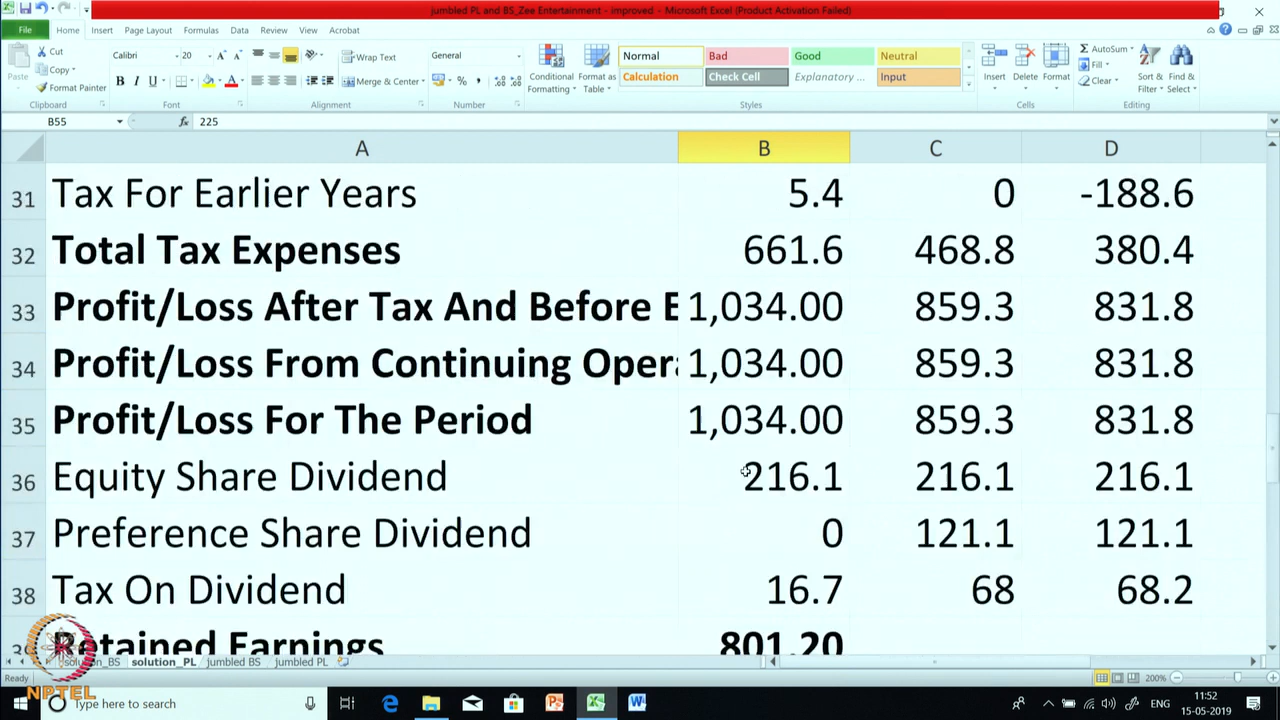 jumbled PL and BS_Zee Entertainment - improved - Microsoft Excel (Product Activation Failed)
File Home Insert Page Layout Formulas Data Review View Acrobat
Paste
Cut
Copy
Format Painter
Clipboard
Calibri 20 A A
B I U A
Font
Wrap Text
Merge & Center
Alignment
General
% ,
Number
Conditional Formatting
Format as Table
Normal Bad Good Neutral
Calculation Check Cell Explanatory ... Input
Styles
Insert Delete Format
Cells
Σ AutoSum
Fill
Clear
Sort & Filter
Find & Select
Editing
B55 fx 225
A B C D
31 Tax For Earlier Years 5.4 0 -188.6
32 Total Tax Expenses 661.6 468.8 380.4
33 Profit/Loss After Tax And Before E 1,034.00 859.3 831.8
34 Profit/Loss From Continuing Opera 1,034.00 859.3 831.8
35 Profit/Loss For The Period 1,034.00 859.3 831.8
36 Equity Share Dividend 216.1 216.1 216.1
37 Preference Share Dividend 0 121.1 121.1
38 Tax On Dividend 16.7 68 68.2
Retained Earnings 801.20
solution_BS solution_PL jumbled BS jumbled PL
Ready 200%
NPTEL
Type here to search
ENG
11:52
15-05-2019